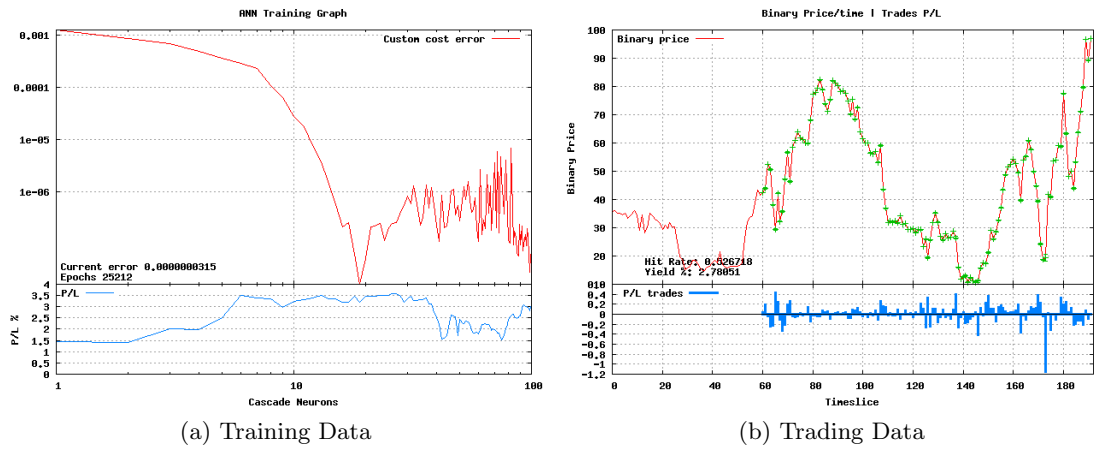 ANN Training Graph
0.001
Custom cost error
0.0001
1e-05
1e-06
Current error 0.0000000315
Epochs 25212
4
P/L
3.5
3
2.5
2
1.5
1
0.5
0
P/L %
1
10
100
Cascade Neurons
(a) Training Data
Binary Price/time | Trades P/L
100
Binary price
90
80
70
60
50
40
30
20
10
Binary Price
Hit Rate: 0.526718
Yield %: 2.78051
P/L trades
0.4
0.2
0
-0.2
-0.4
-0.6
-0.8
-1
-1.2
0
20
40
60
80
100
120
140
160
180
Timeslice
(b) Trading Data